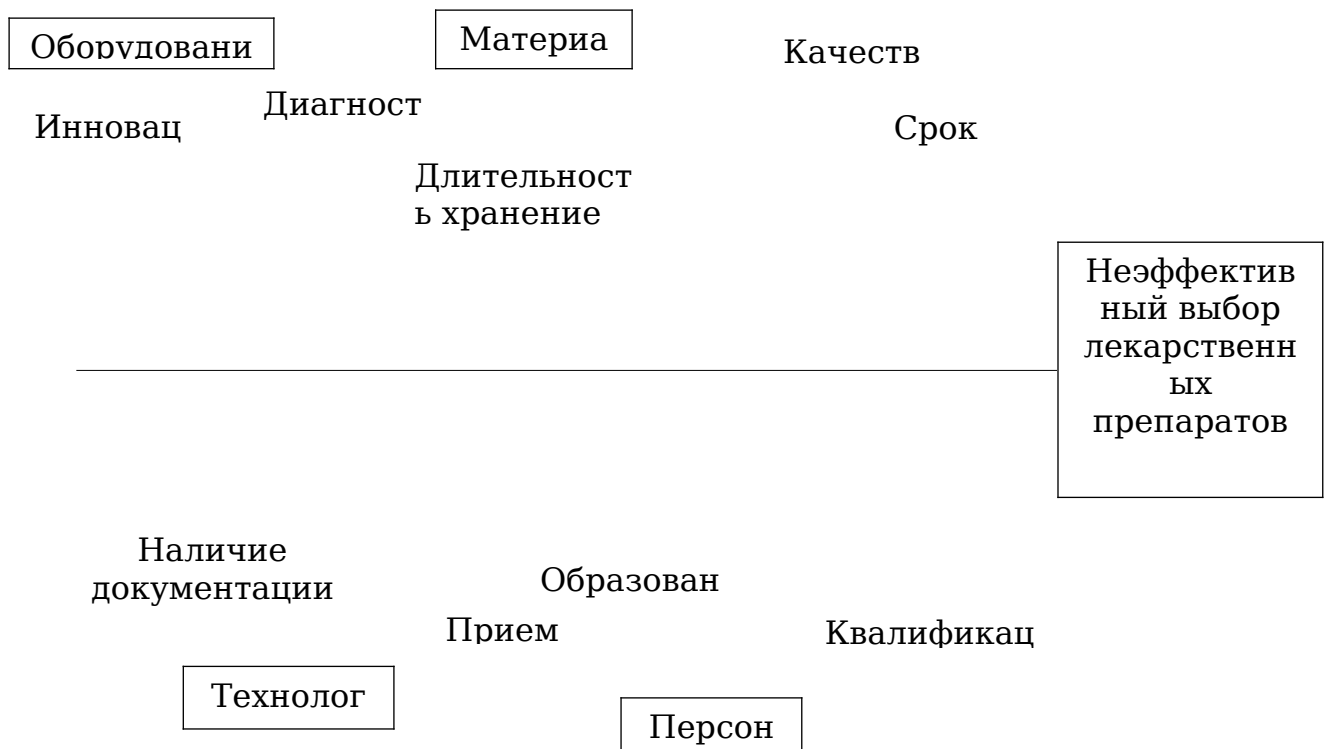 Оборудовани
Материа
Качеств
Диагност
Инновац
Срок
Длительност
ь хранение
Неэффектив
ный выбор
лекарственн
ых
препаратов
Наличие
документации
Образован
Прием
Квалификац
Технолог
Персон